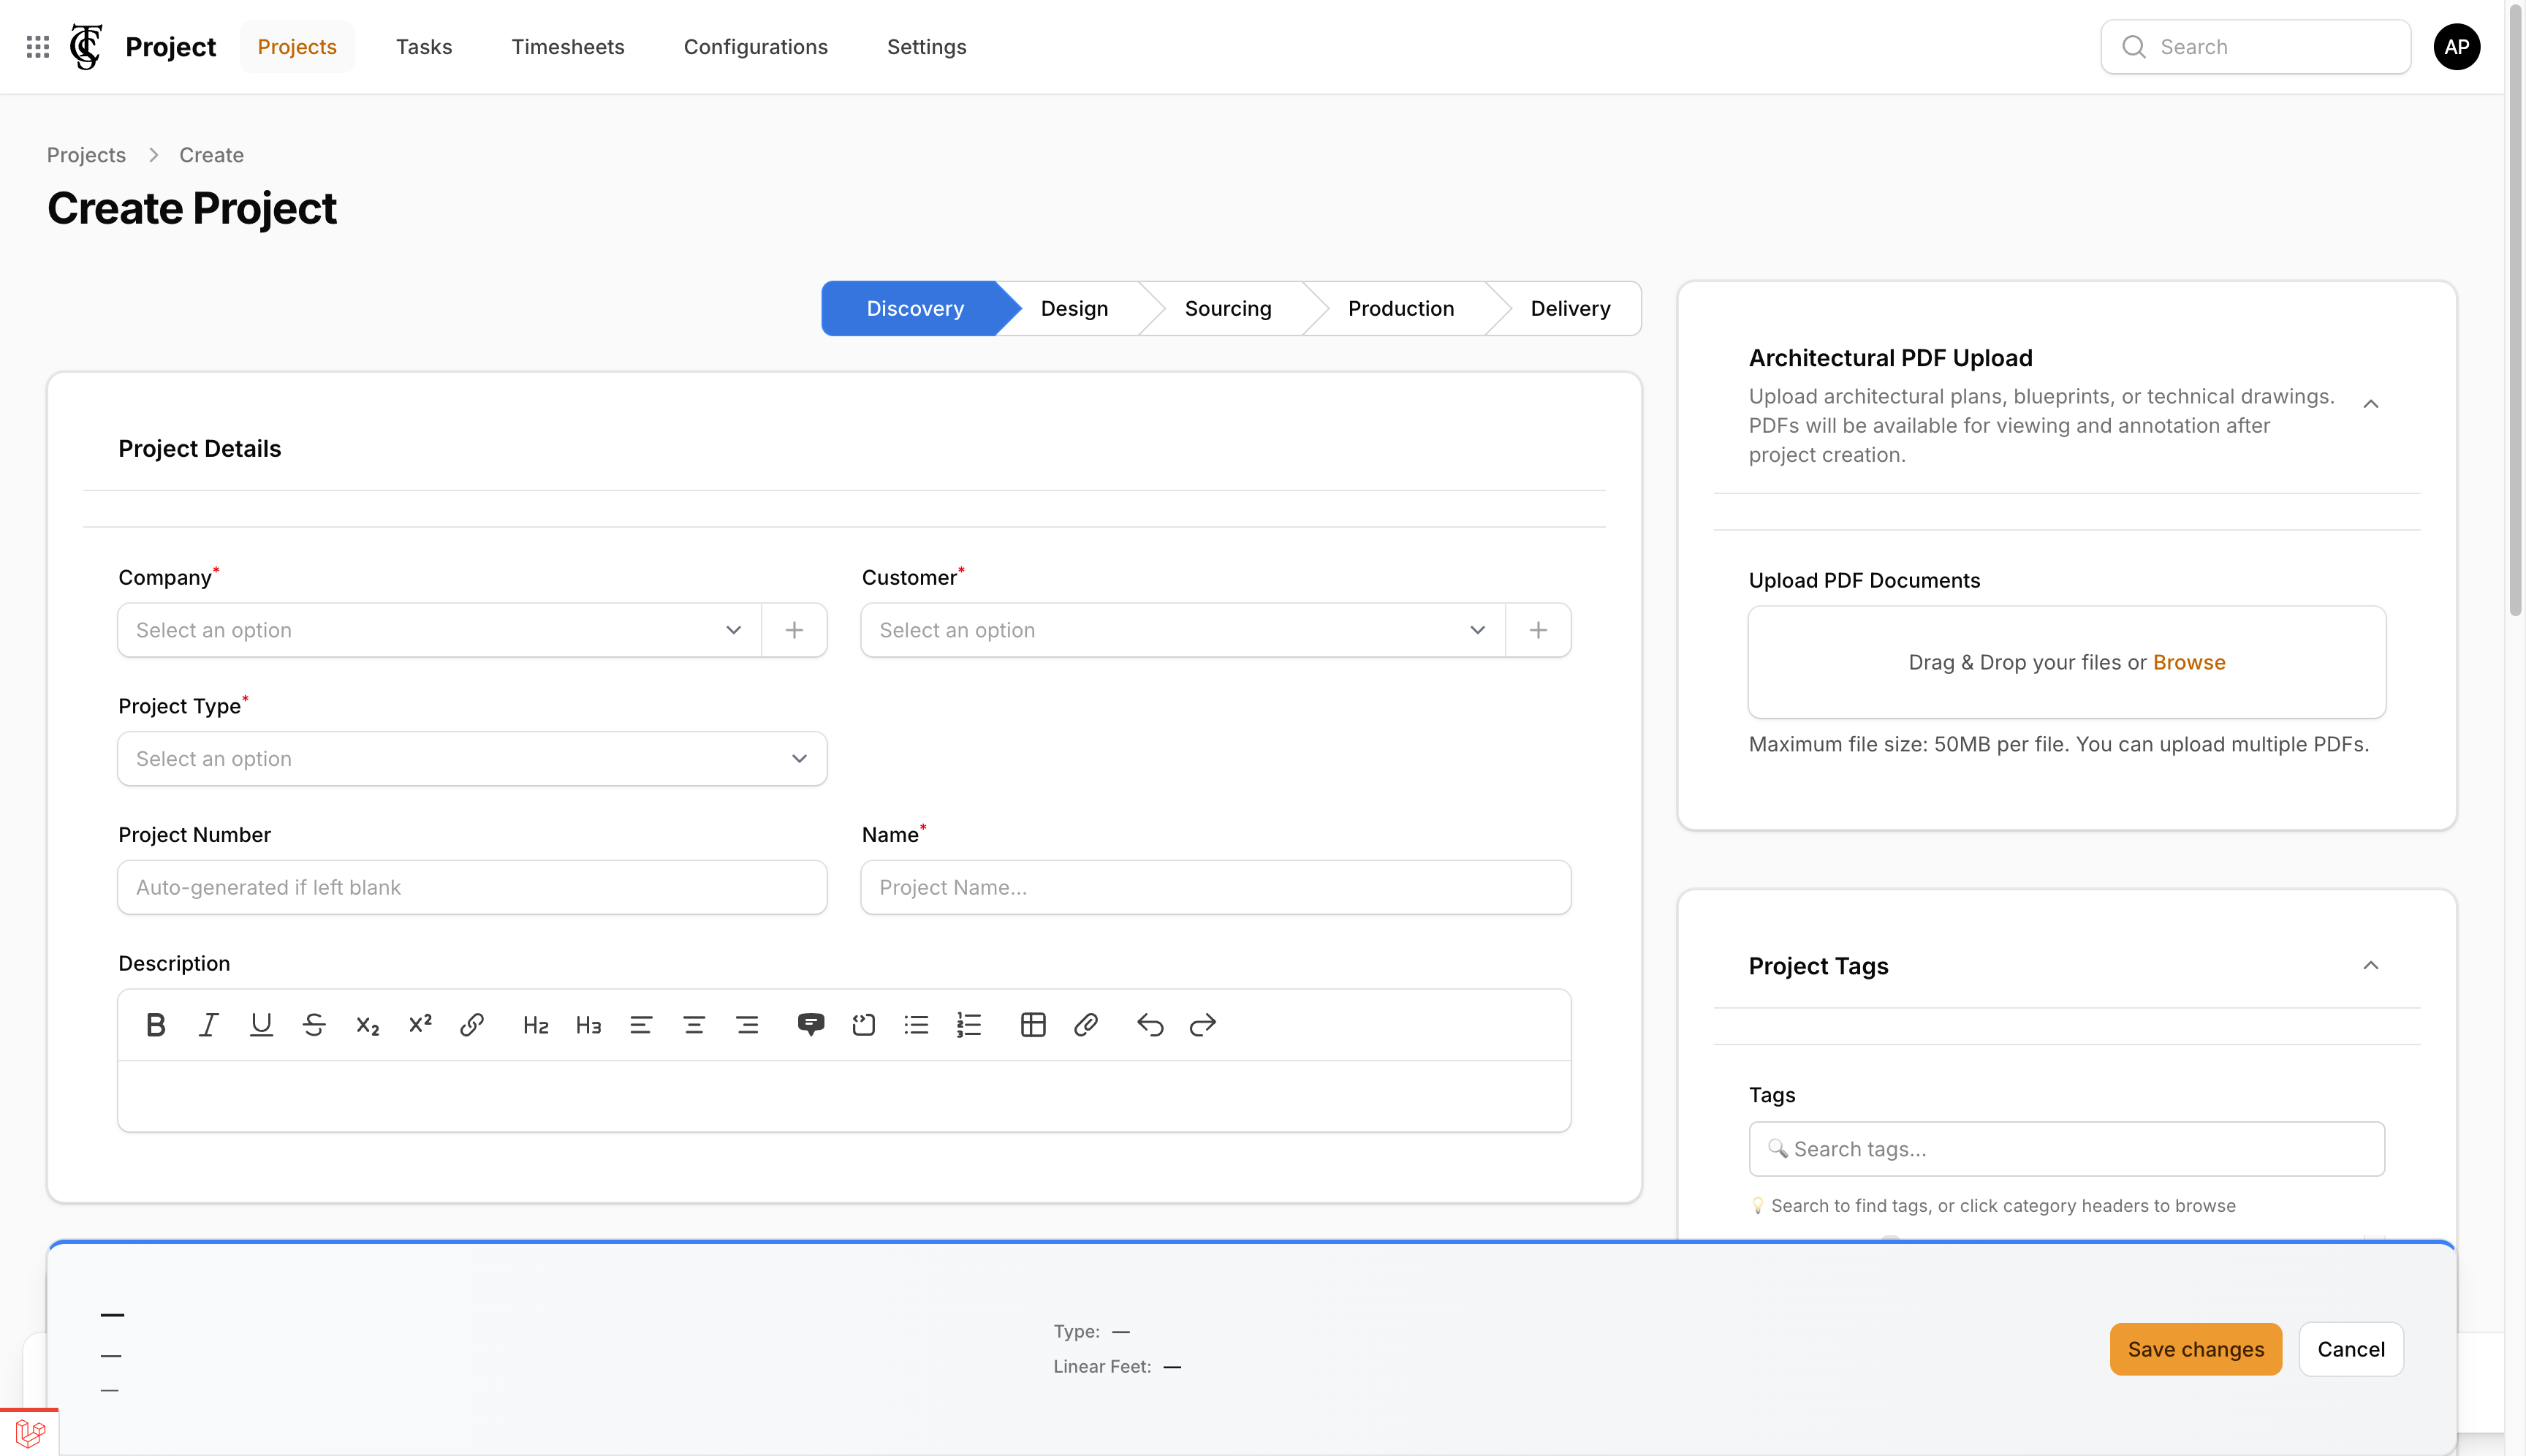 Project
Projects
Tasks
Timesheets
Configurations
Settings
Search
AP
Projects
Create
Create Project
Discovery
Design
Sourcing
Production
Delivery
Project Details
Company*
Customer*
Select an option
Select an option
Project Type*
Select an option
Project Number
Name*
Auto-generated if left blank
Project Name...
Description
Architectural PDF Upload
Upload architectural plans, blueprints, or technical drawings.
PDFs will be available for viewing and annotation after
project creation.
Upload PDF Documents
Drag & Drop your files or Browse
Maximum file size: 50MB per file. You can upload multiple PDFs.
Project Tags
Tags
🔍 Search tags...
💡 Search to find tags, or click category headers to browse
—
—
—
Type: —
Linear Feet: —
Save changes
Cancel